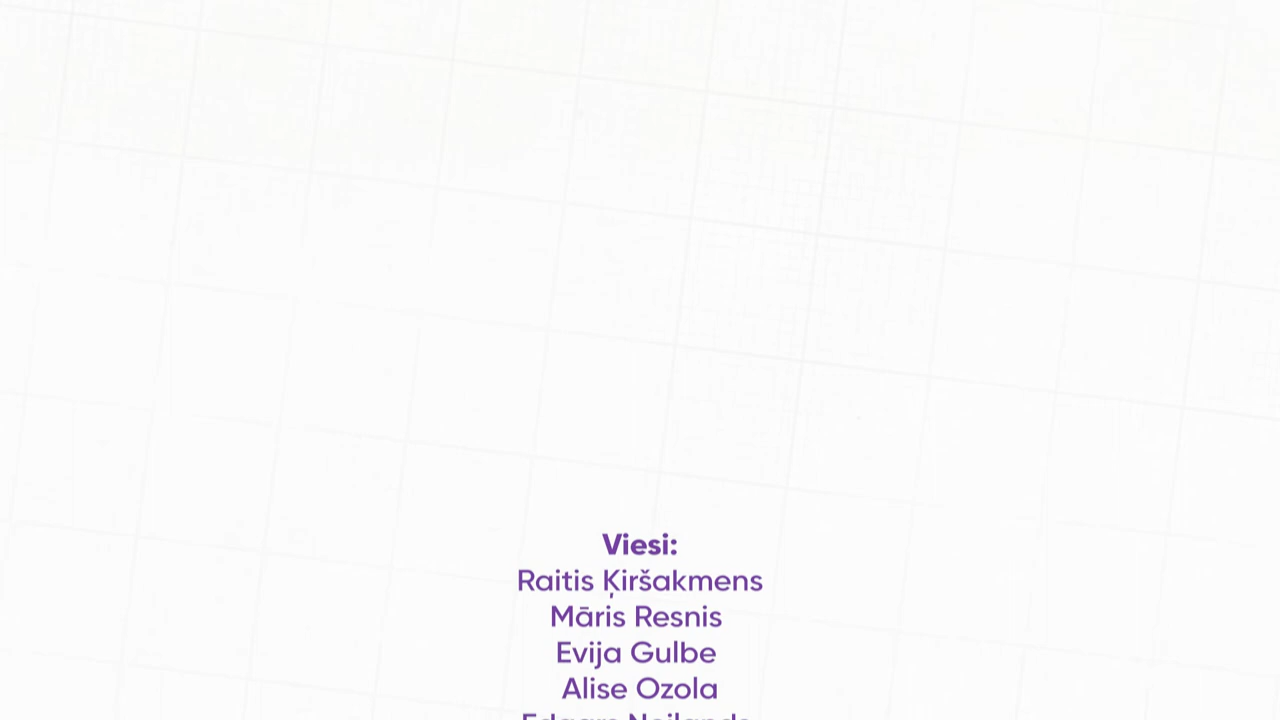 Viesi:
Raitis Ķiršakmens
Māris Resnis
Evija Gulbe
Alise Ozola